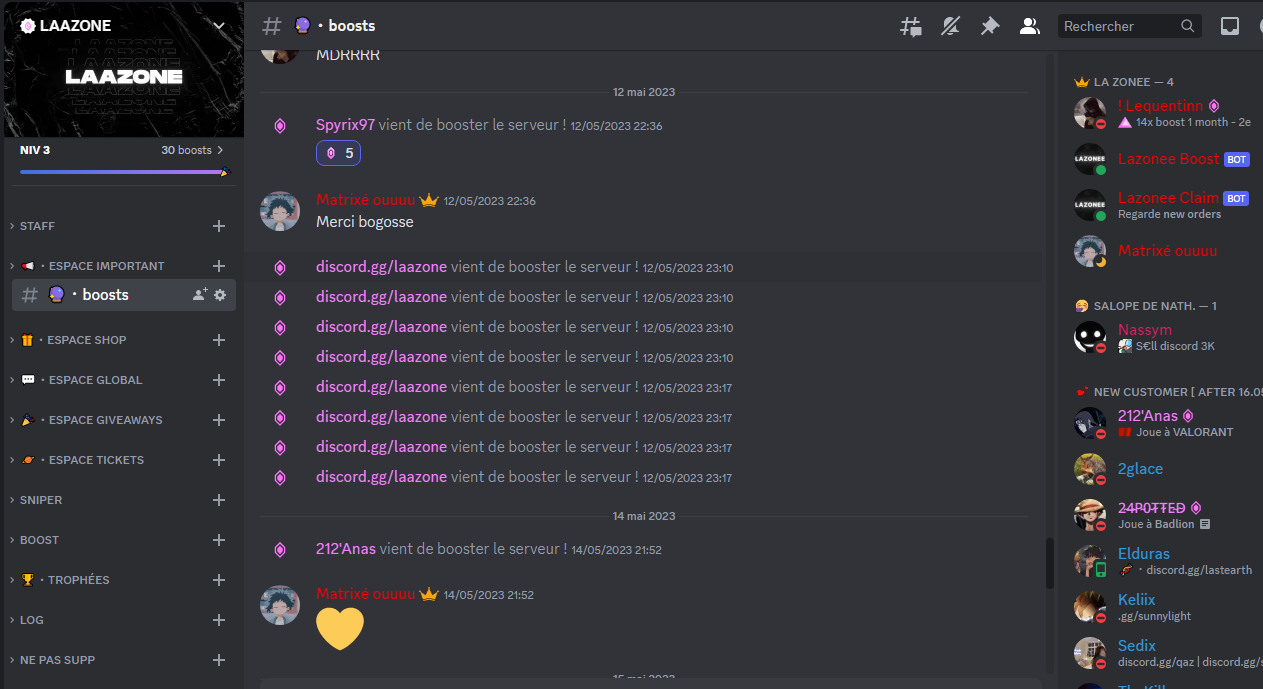 LAAZONE
LAAZONE
NIV 3
30 boosts
STAFF
ESPACE IMPORTANT
boosts
ESPACE SHOP
ESPACE GLOBAL
ESPACE GIVEAWAYS
ESPACE TICKETS
SNIPER
BOOST
TROPHÉES
LOG
NE PAS SUPP
boosts
Rechercher
MDRRRR
12 mai 2023
Spyrix97 vient de booster le serveur ! 12/05/2023 22:36
5
Matrixé ouuuu 12/05/2023 22:36
Merci bogosse
discord.gg/laazone vient de booster le serveur ! 12/05/2023 23:10
discord.gg/laazone vient de booster le serveur ! 12/05/2023 23:10
discord.gg/laazone vient de booster le serveur ! 12/05/2023 23:10
discord.gg/laazone vient de booster le serveur ! 12/05/2023 23:10
discord.gg/laazone vient de booster le serveur ! 12/05/2023 23:17
discord.gg/laazone vient de booster le serveur ! 12/05/2023 23:17
discord.gg/laazone vient de booster le serveur ! 12/05/2023 23:17
discord.gg/laazone vient de booster le serveur ! 12/05/2023 23:17
14 mai 2023
212'Anas vient de booster le serveur ! 14/05/2023 21:52
Matrixé ouuuu 14/05/2023 21:52
15 mai 2023
LA ZONEE — 4
! Lequentinn
14x boost 1 month - 2e
LAZONEE
Lazonee Boost BOT
LAZONEE
Lazonee Claim BOT
Regarde new orders
Matrixé ouuuu
SALOPE DE NATH. — 1
Nassym
S€ll discord 3K
NEW CUSTOMER [ AFTER 16.05
212'Anas
Joue à VALORANT
2glace
24P0TTED
Joue à Badlion
Elduras
discord.gg/lastearth
Keliix
.gg/sunnylight
Sedix
discord.gg/qaz | discord.gg/s